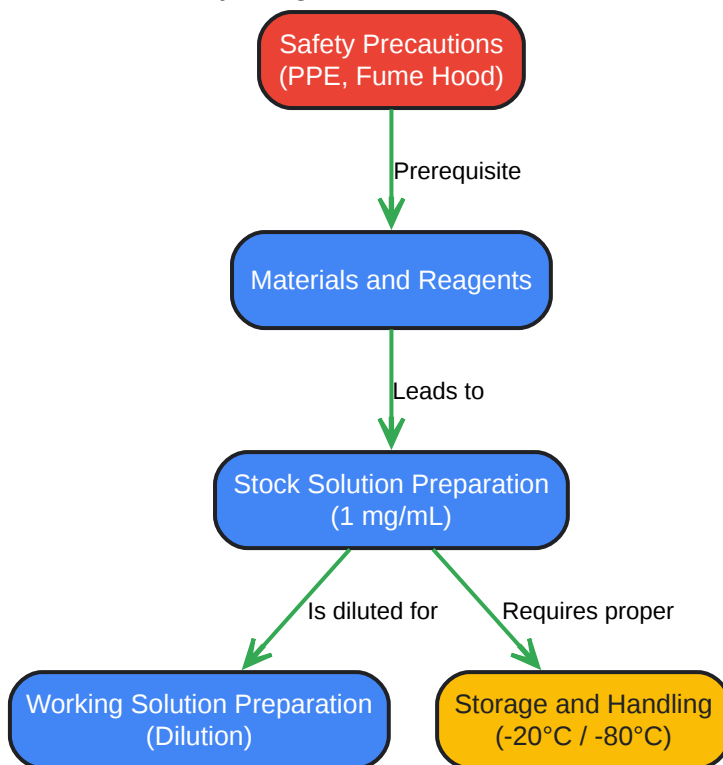 Safety Precautions
(PPE, Fume Hood)
Prerequisite
Materials and Reagents
Leads to
Stock Solution Preparation
(1 mg/mL)
Is diluted for
Requires proper
Working Solution Preparation
(Dilution)
Storage and Handling
(-20°C / -80°C)